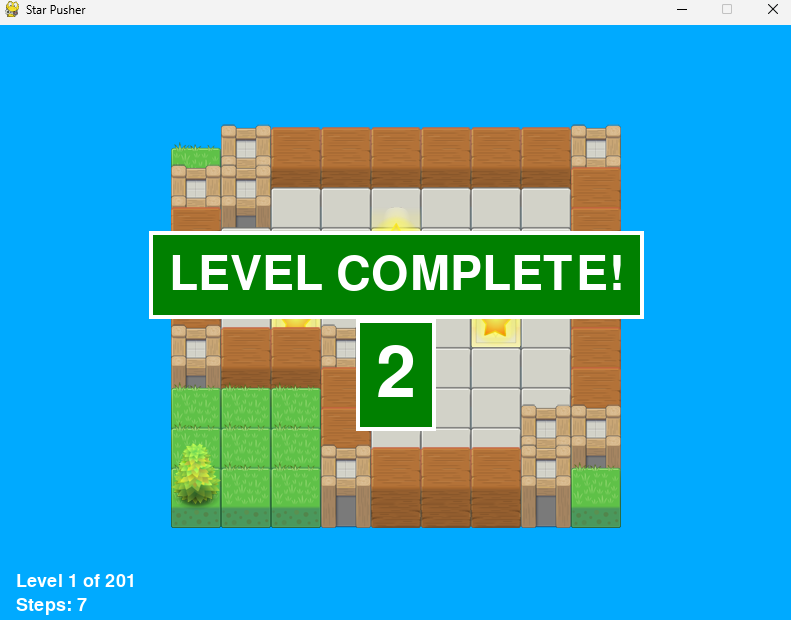 Star Pusher
LEVEL COMPLETE!
2
Level 1 of 201
Steps: 7